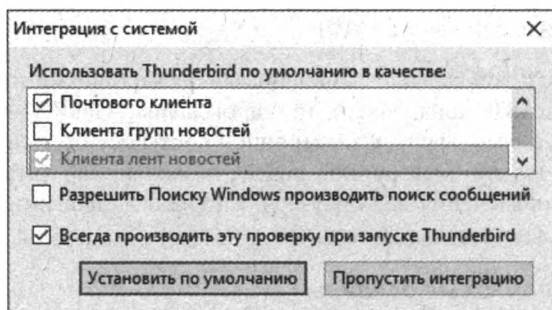 Интеграция с системой
Использовать Thunderbird по умолчанию в качестве:
Почтового клиента
Клиента групп новостей
Клиента лент новостей
Разрешить Поиску Windows производить поиск сообщений
Всегда производить эту проверку при запуске Thunderbird
Установить по умолчанию Пропустить интеграцию